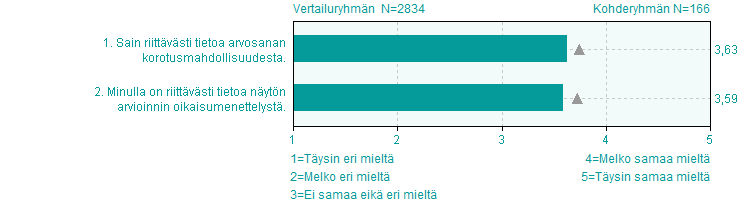 Vertailuryhmän N=2834
Kohderyhmän N=166
1. Sain riittävästi tietoa arvosanan
korotusmahdollisuudesta.
3,63
2. Minulla on riittävästi tietoa näytön
arvioinnin oikaisumenettelystä.
3,59
1 2 3 4 5
1=Täysin eri mieltä
2=Melko eri mieltä
3=Ei samaa eikä eri mieltä
4=Melko samaa mieltä
5=Täysin samaa mieltä